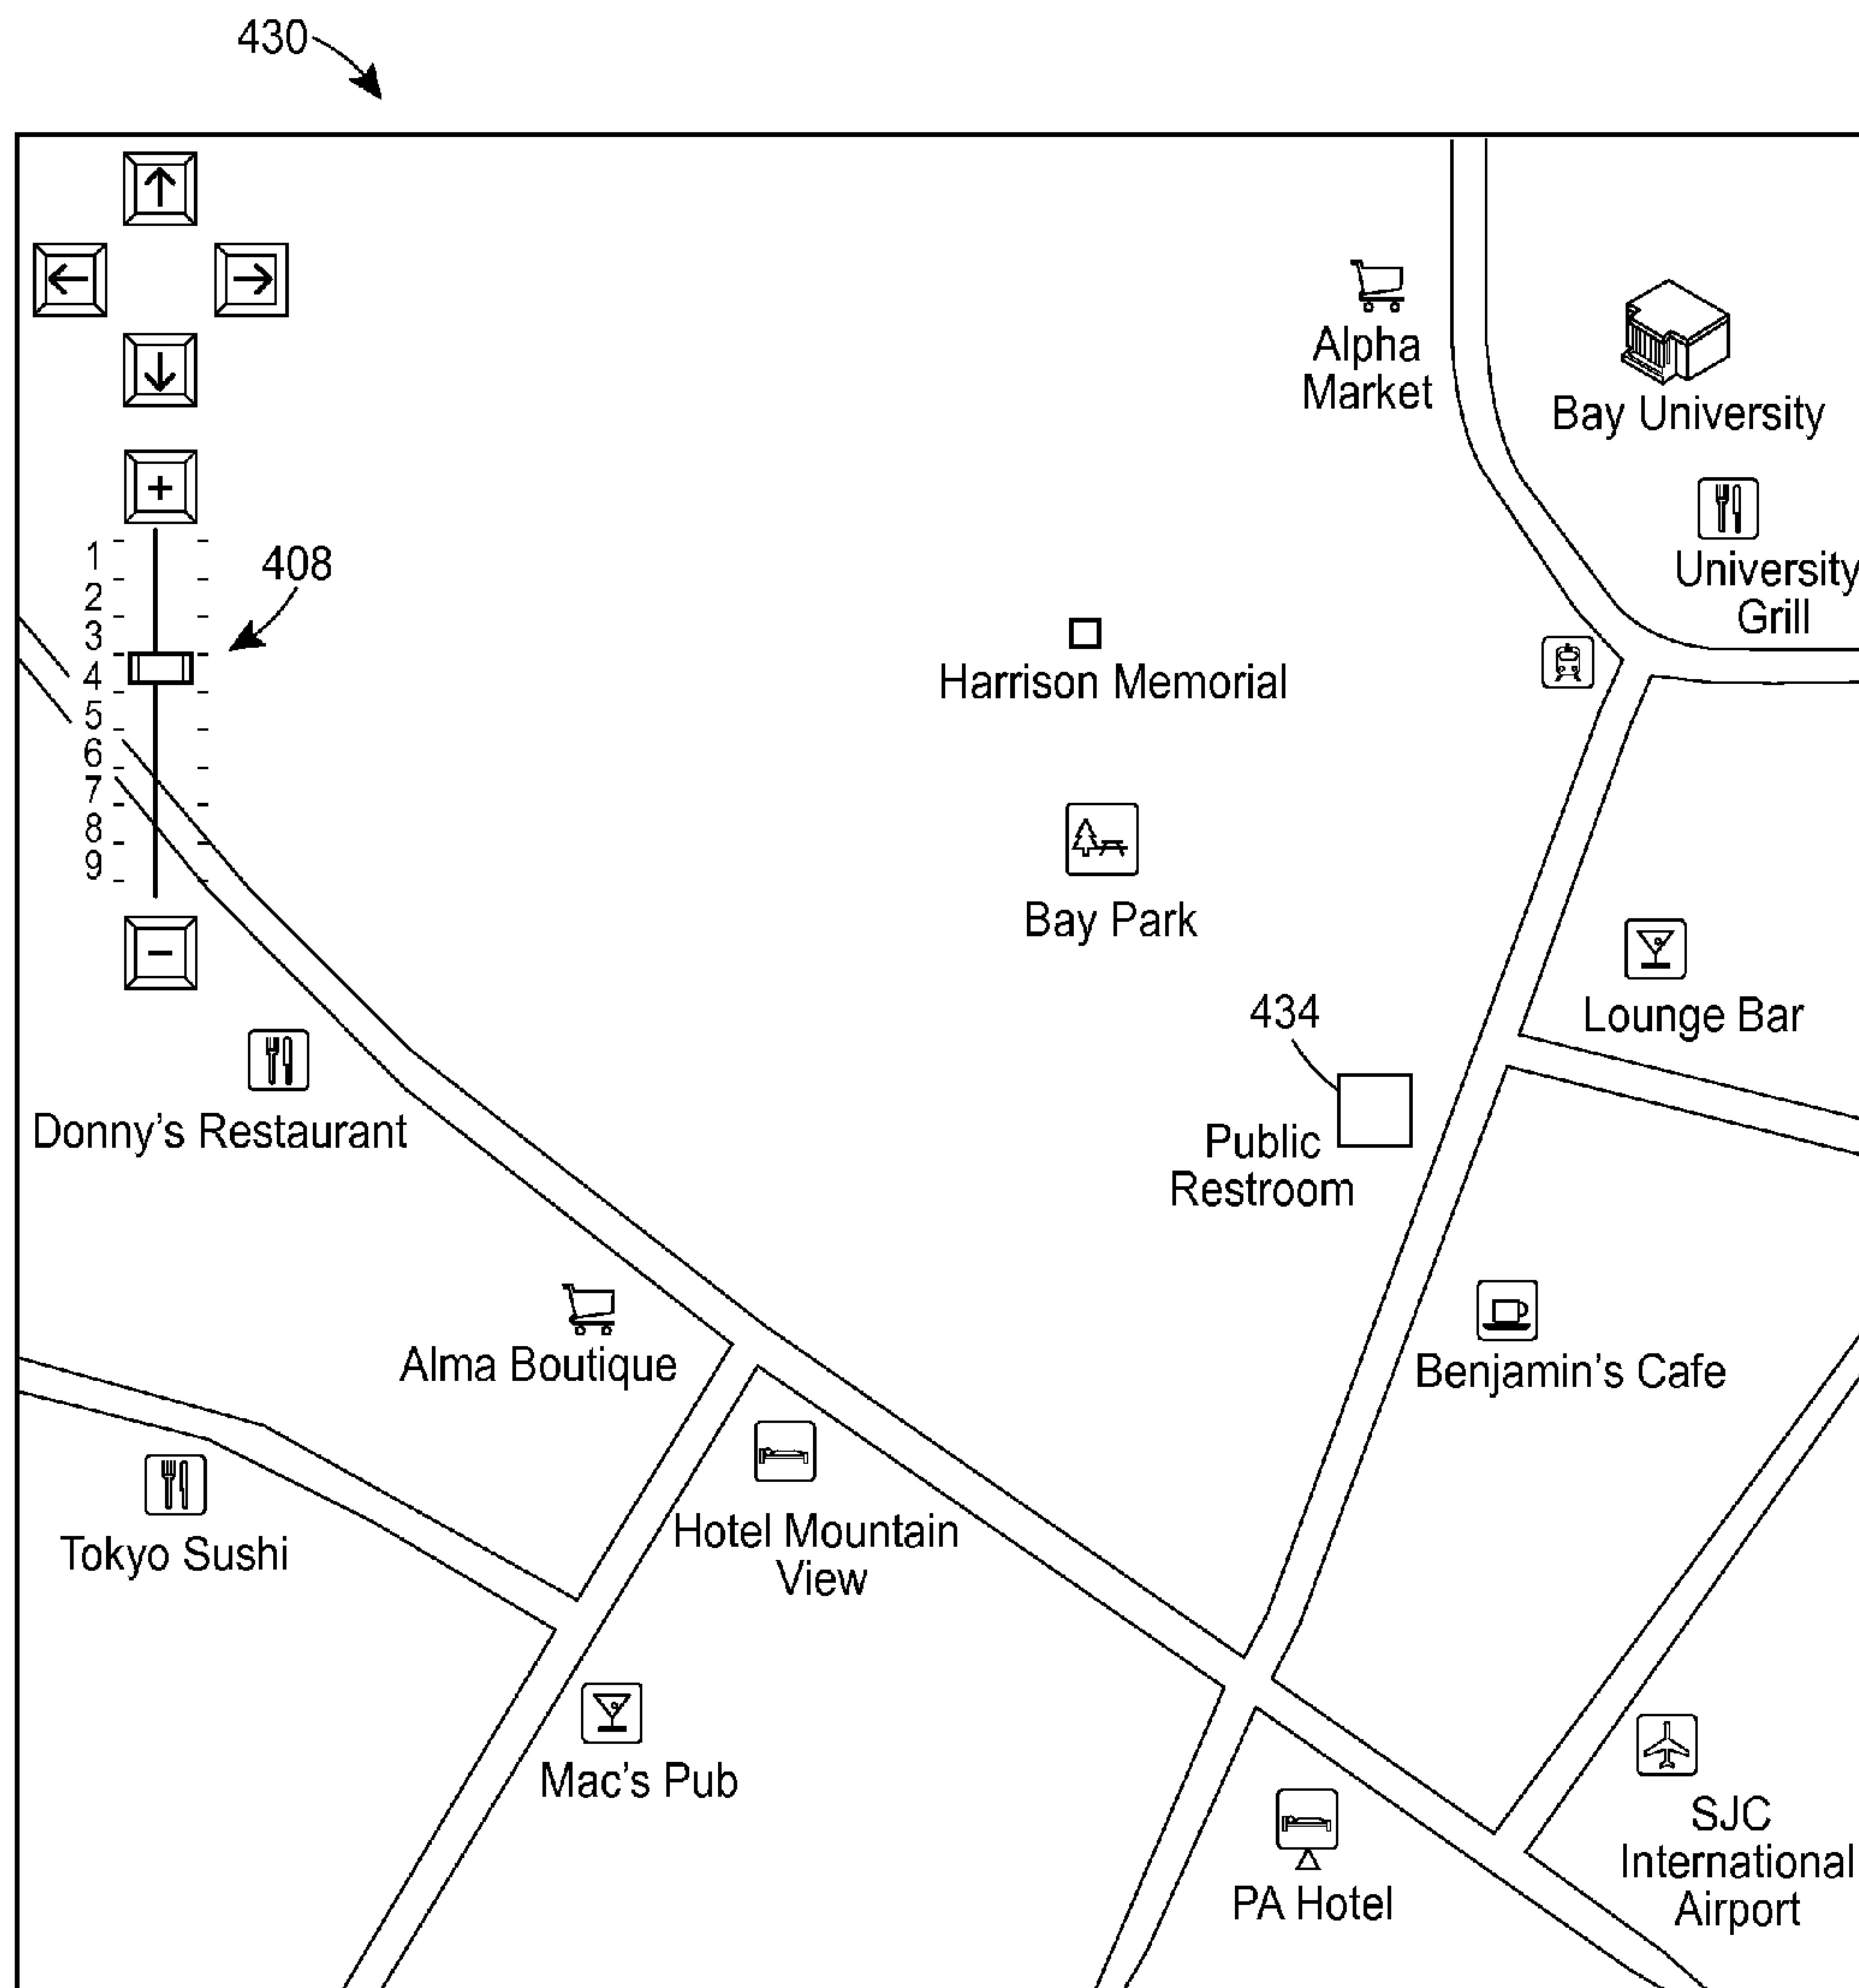 430
+
1
2
3
4
5
6
7
8
9
−
408
Alpha
Market
Bay University
University
Grill
Harrison Memorial
Bay Park
Lounge Bar
434
Public
Restroom
Donny's Restaurant
Alma Boutique
Benjamin's Cafe
Tokyo Sushi
Hotel Mountain
View
Mac's Pub
PA Hotel
SJC
International
Airport